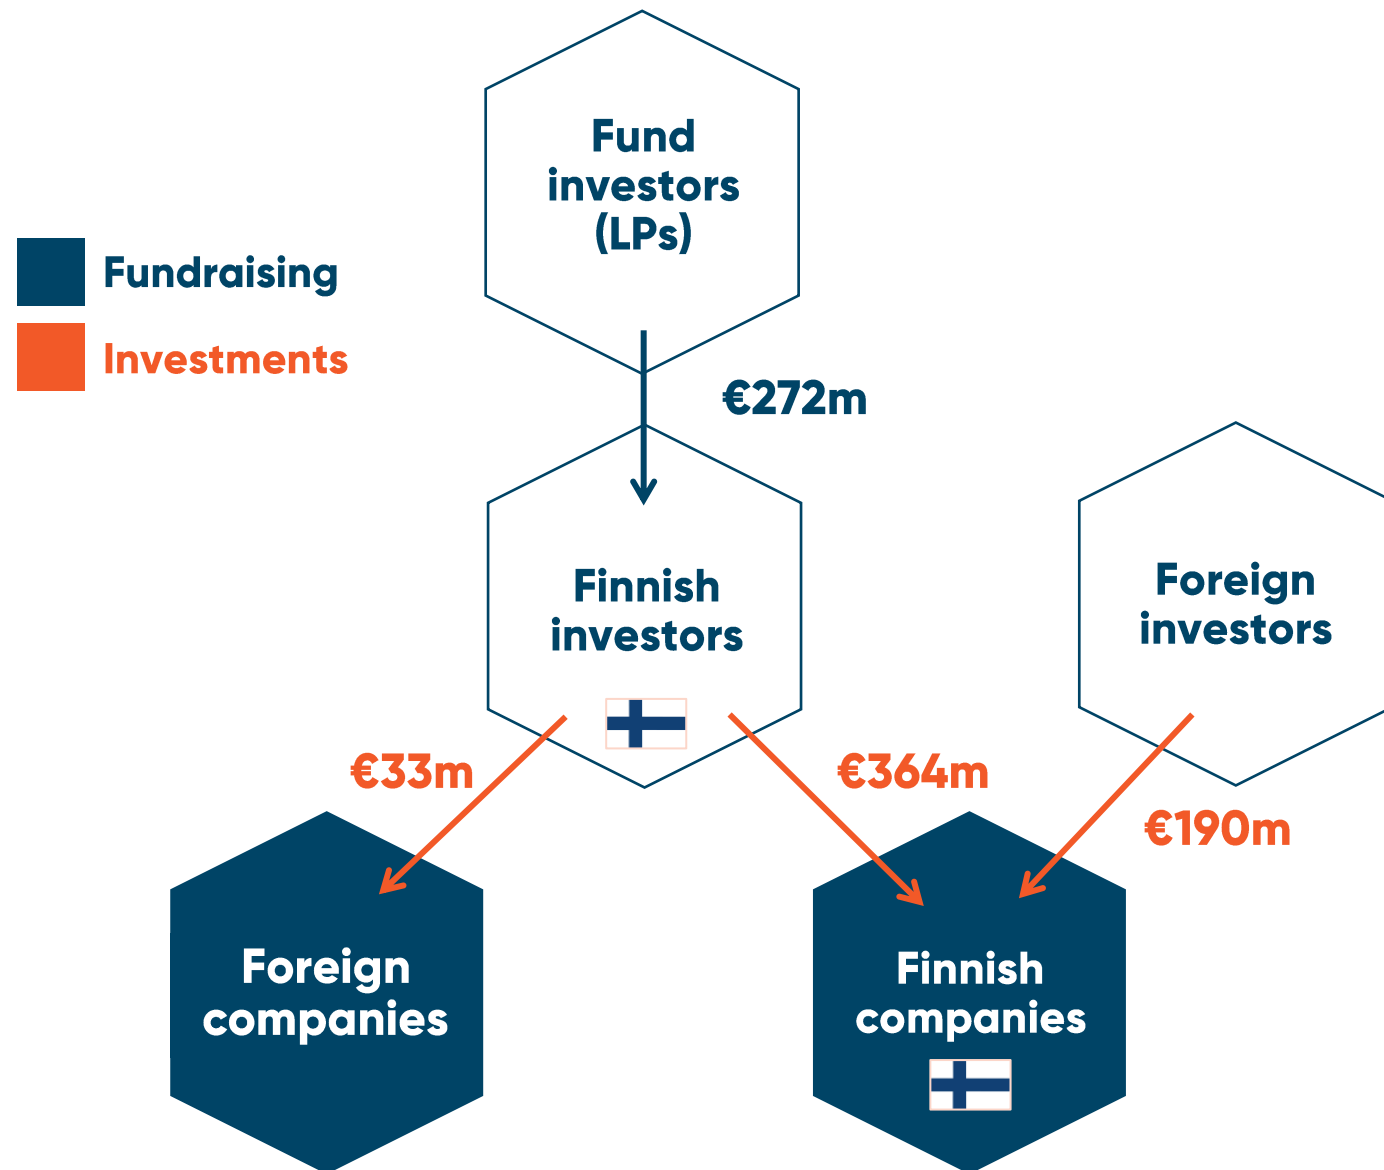 Fund
investors
(LPs)
Fundraising
Investments
€272m
Finnish
investors
Foreign
investors
€33m
€364m
€190m
Foreign
companies
Finnish
companies